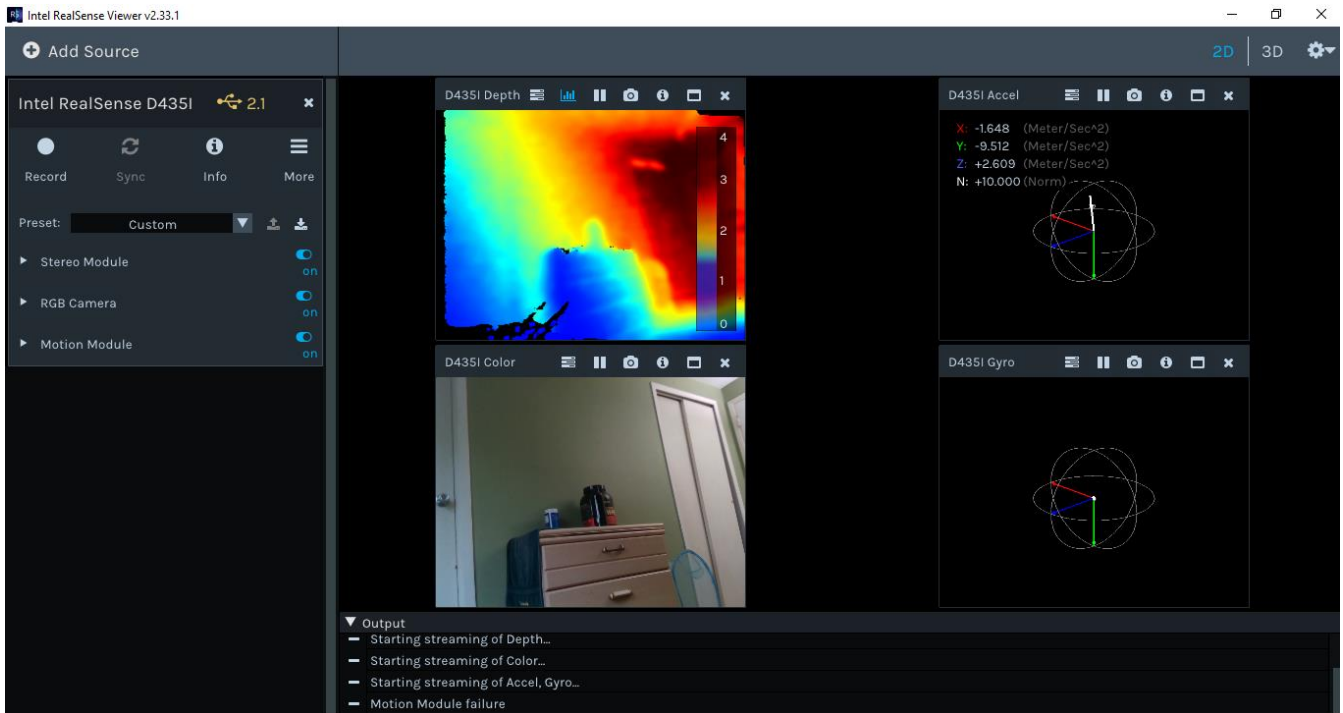 Intel RealSense Viewer v2.33.1
Add Source
2D 3D
Intel RealSense D435I 2.1
Record Sync Info More
Preset: Custom
Stereo Module on
RGB Camera on
Motion Module on
D435I Depth
4
3
2
1
0
D435I Accel
X: -1.648 (Meter/Sec^2)
Y: -9.512 (Meter/Sec^2)
Z: +2.609 (Meter/Sec^2)
N: +10.000 (Norm)
D435I Color
D435I Gyro
Output
Starting streaming of Depth...
Starting streaming of Color...
Starting streaming of Accel, Gyro...
Motion Module failure